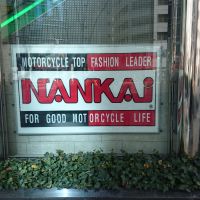 MOTORCYCLE TOP FASHION LEADER
NANKAI
FOR GOOD MOTORCYCLE LIFE